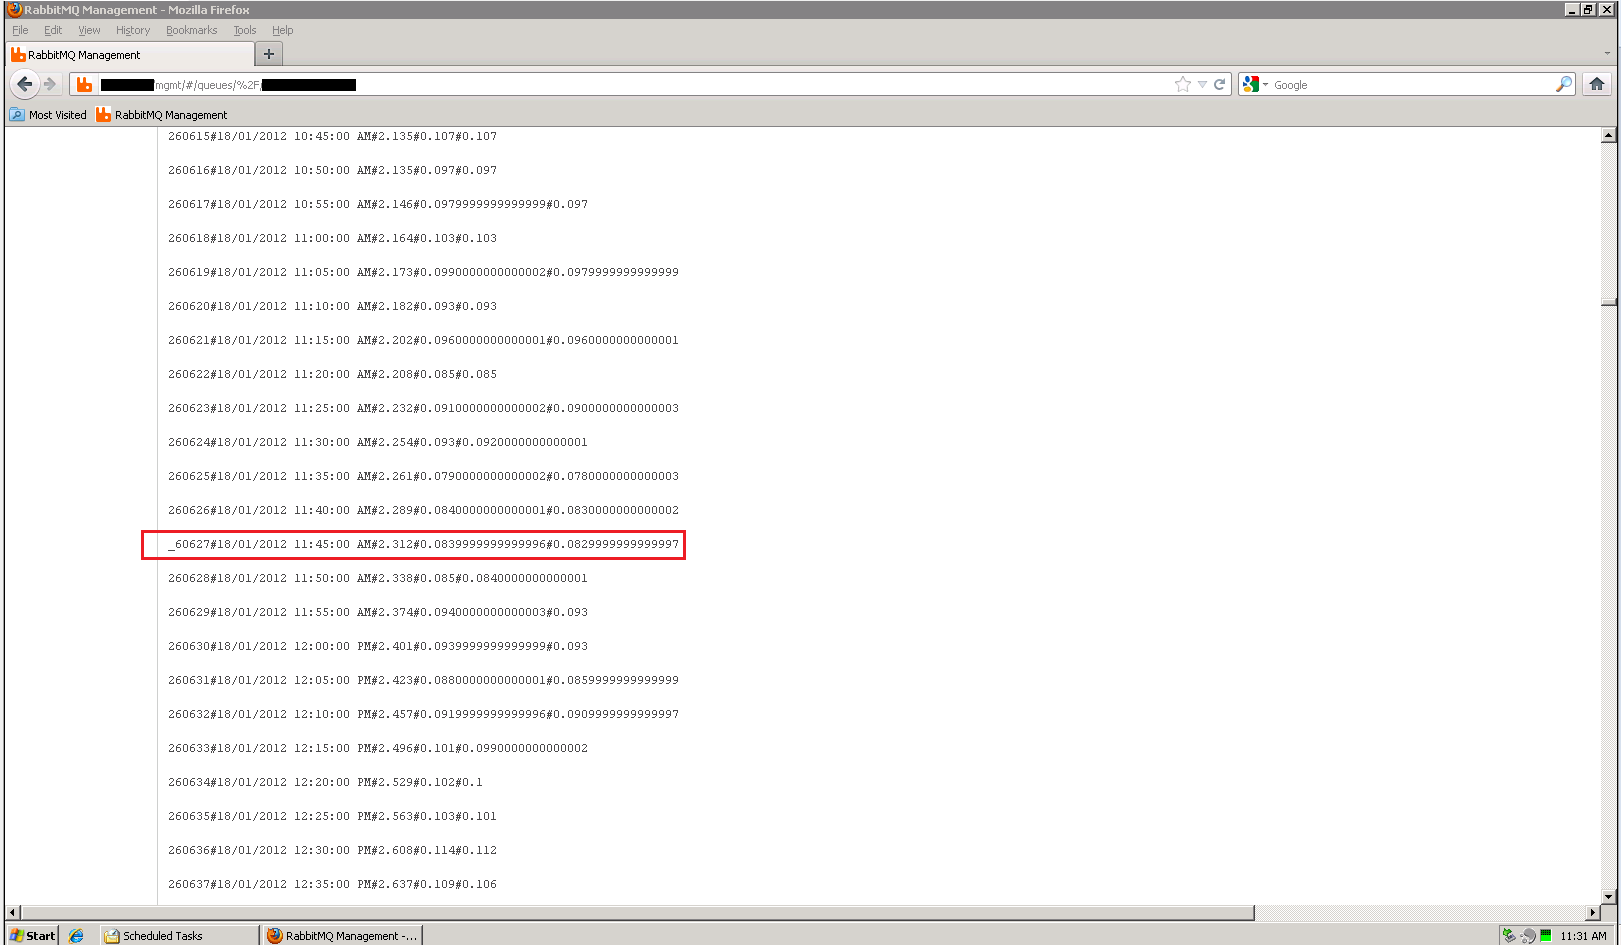 RabbitMQ Management - Mozilla Firefox
File Edit View History Bookmarks Tools Help
RabbitMQ Management
mgmt/#/queues/%2F/
Google
Most Visited RabbitMQ Management
260615#18/01/2012 10:45:00 AM#2.135#0.107#0.107
260616#18/01/2012 10:50:00 AM#2.135#0.097#0.097
260617#18/01/2012 10:55:00 AM#2.146#0.0979999999999999#0.097
260618#18/01/2012 11:00:00 AM#2.164#0.103#0.103
260619#18/01/2012 11:05:00 AM#2.173#0.0990000000000002#0.0979999999999999
260620#18/01/2012 11:10:00 AM#2.182#0.093#0.093
260621#18/01/2012 11:15:00 AM#2.202#0.0960000000000001#0.0960000000000001
260622#18/01/2012 11:20:00 AM#2.208#0.085#0.085
260623#18/01/2012 11:25:00 AM#2.232#0.0910000000000002#0.0900000000000003
260624#18/01/2012 11:30:00 AM#2.254#0.093#0.0920000000000001
260625#18/01/2012 11:35:00 AM#2.261#0.0790000000000002#0.0780000000000003
260626#18/01/2012 11:40:00 AM#2.289#0.0840000000000001#0.0830000000000002
_60627#18/01/2012 11:45:00 AM#2.312#0.0839999999999996#0.0829999999999997
260628#18/01/2012 11:50:00 AM#2.338#0.085#0.0840000000000001
260629#18/01/2012 11:55:00 AM#2.374#0.0940000000000003#0.093
260630#18/01/2012 12:00:00 PM#2.401#0.0939999999999999#0.093
260631#18/01/2012 12:05:00 PM#2.423#0.0880000000000001#0.0859999999999999
260632#18/01/2012 12:10:00 PM#2.457#0.0919999999999996#0.0909999999999997
260633#18/01/2012 12:15:00 PM#2.496#0.101#0.0990000000000002
260634#18/01/2012 12:20:00 PM#2.529#0.102#0.1
260635#18/01/2012 12:25:00 PM#2.563#0.103#0.101
260636#18/01/2012 12:30:00 PM#2.608#0.114#0.112
260637#18/01/2012 12:35:00 PM#2.637#0.109#0.106
Start Scheduled Tasks RabbitMQ Management -... 11:31 AM